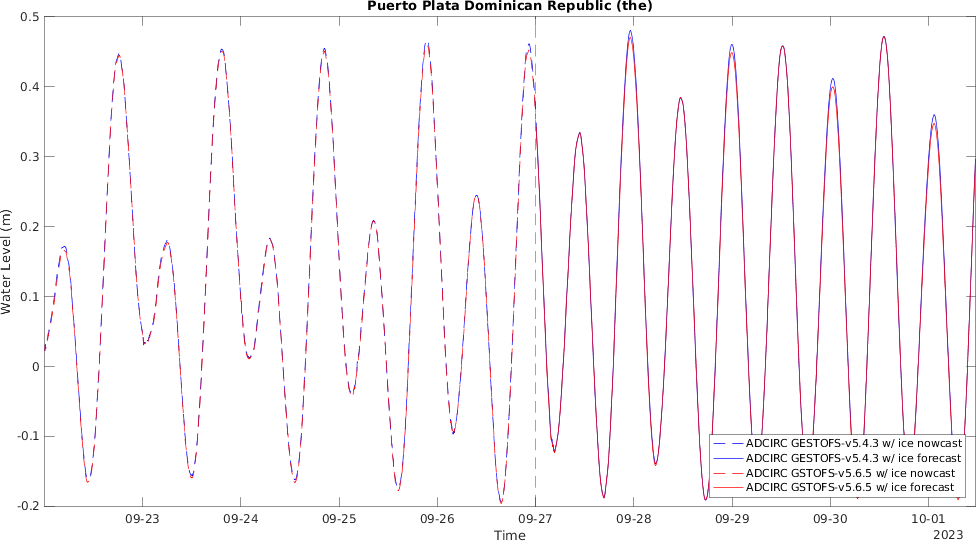 Puerto Plata Dominican Republic (the)
0.5
0.4
0.3
0.2
0.1
0
-0.1
-0.2
Water Level (m)
ADCIRC GESTOFS-v5.4.3 w/ ice nowcast
ADCIRC GESTOFS-v5.4.3 w/ ice forecast
ADCIRC GSTOFS-v5.6.5 w/ ice nowcast
ADCIRC GSTOFS-v5.6.5 w/ ice forecast
09-23 09-24 09-25 09-26 09-27 09-28 09-29 09-30 10-01
Time
2023